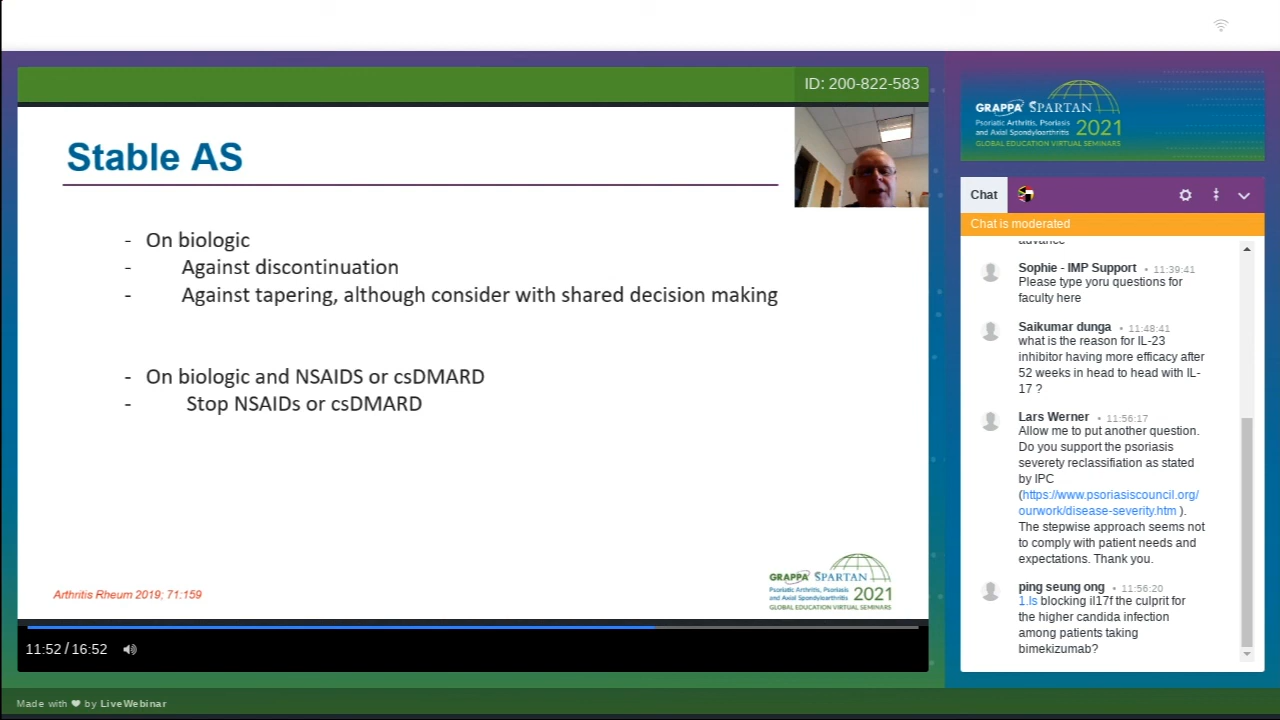 ID: 200-822-583
Stable AS
- On biologic
- Against discontinuation
- Against tapering, although consider with shared decision making
- On biologic and NSAIDS or csDMARD
- Stop NSAIDs or csDMARD
Arthritis Rheum 2019; 71:159
GRAPPA SPARTAN
Psoriatic Arthritis, Psoriasis
and Axial Spondyloarthritis 2021
GLOBAL EDUCATION VIRTUAL SEMINARS
11:52 / 16:52
GRAPPA SPARTAN
Psoriatic Arthritis, Psoriasis
and Axial Spondyloarthritis 2021
GLOBAL EDUCATION VIRTUAL SEMINARS
Chat
Chat is moderated
advance
Sophie - IMP Support • 11:39:41
Please type yoru questions for
faculty here
Saikumar dunga • 11:48:41
what is the reason for IL-23
inhibitor having more efficacy after
52 weeks in head to head with IL-
17 ?
Lars Werner • 11:56:17
Allow me to put another question.
Do you support the psoriasis
severety reclassifiation as stated
by IPC
(https://www.psoriasiscouncil.org/
ourwork/disease-severity.htm ).
The stepwise approach seems not
to comply with patient needs and
expectations. Thank you.
ping seung ong • 11:56:20
1.Is blocking il17f the culprit for
the higher candida infection
among patients taking
bimekizumab?
Made with ❤ by LiveWebinar